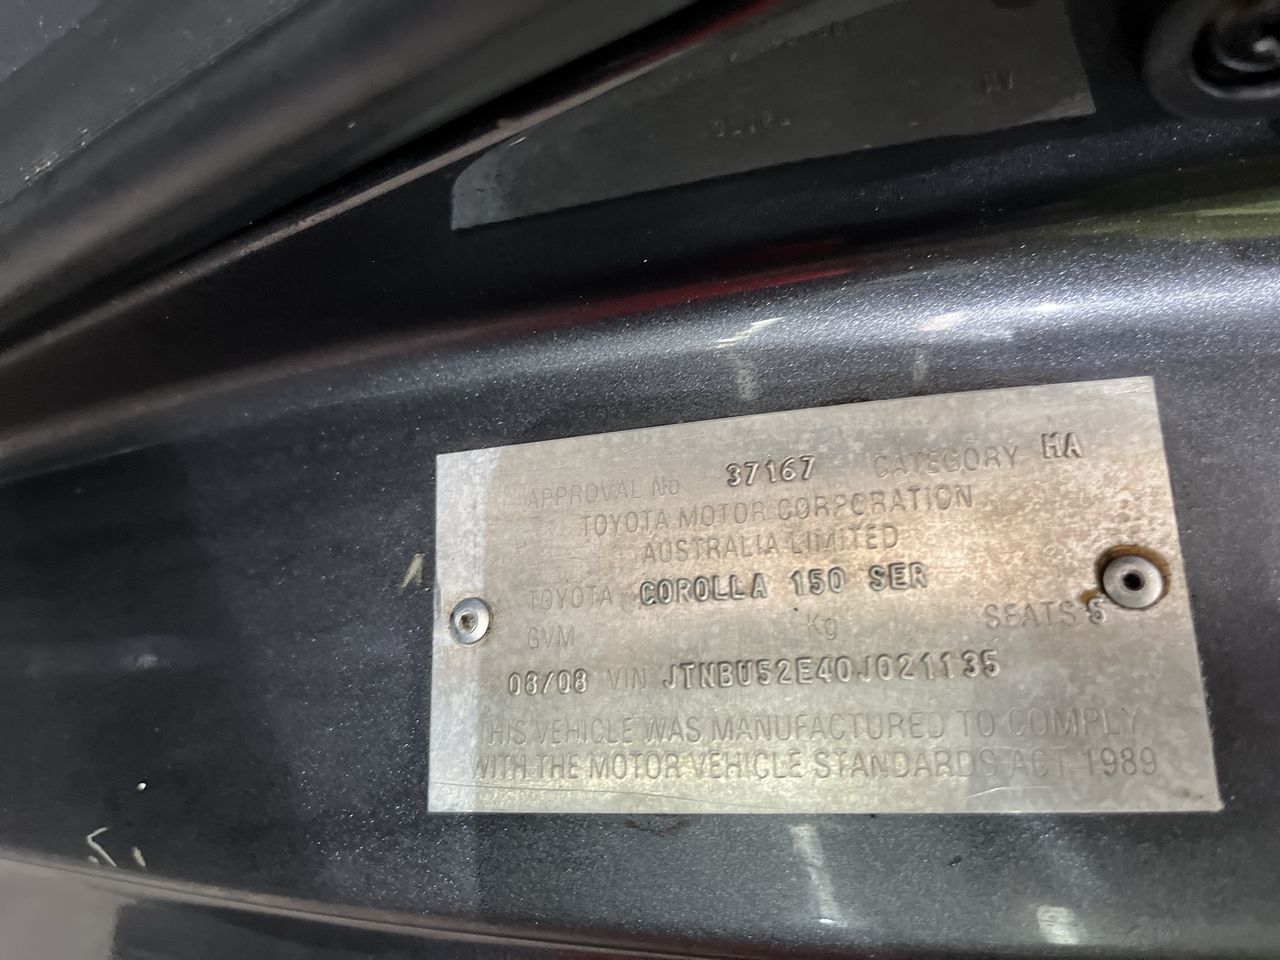 APPROVAL No. 37167 CATEGORY MA
TOYOTA MOTOR CORPORATION
AUSTRALIA LIMITED
TOYOTA COROLLA 150 SER
GVM Kg SEATS 5
08/08 VIN JTNBU52E40J021135
THIS VEHICLE WAS MANUFACTURED TO COMPLY
WITH THE MOTOR VEHICLE STANDARDS ACT 1989